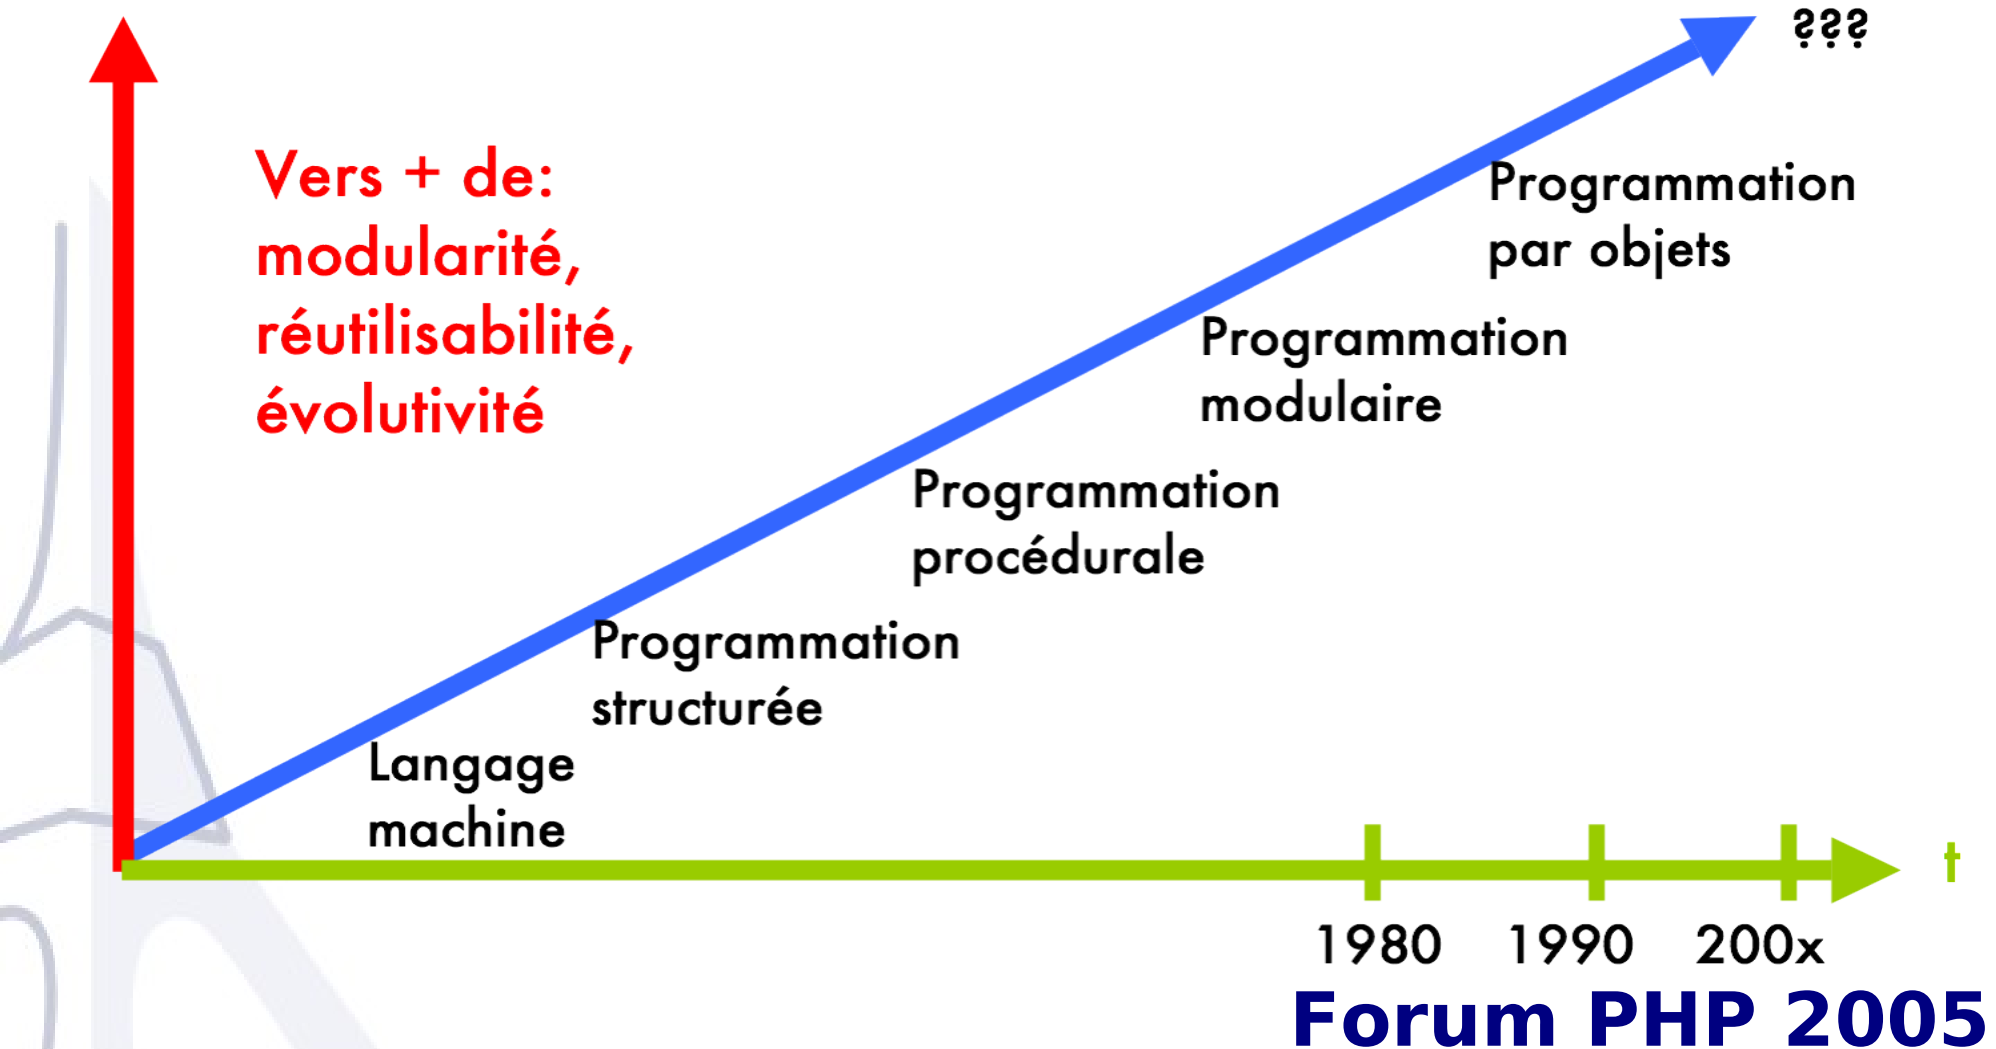 ???
Vers + de:
modularité,
réutilisabilité,
évolutivité
Programmation
par objets
Programmation
modulaire
Programmation
procédurale
Programmation
structurée
Langage
machine
t
1980 1990 200x
Forum PHP 2005